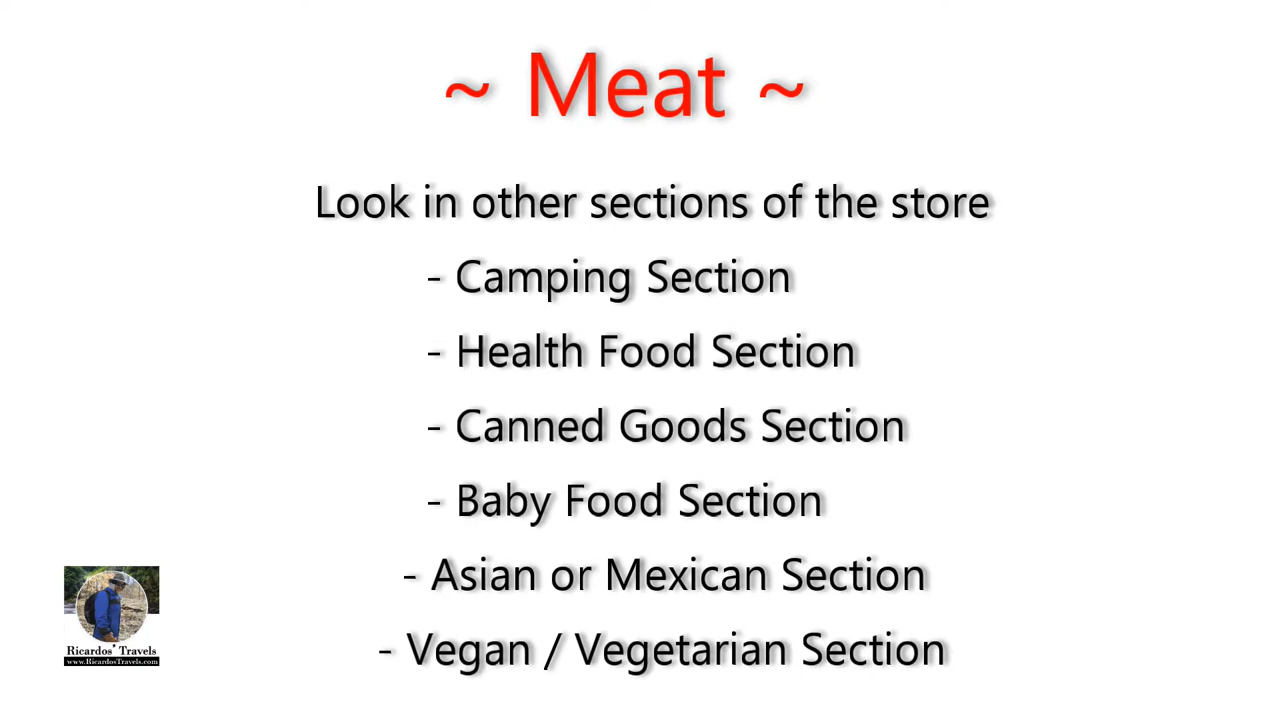 ~ Meat ~
Look in other sections of the store
- Camping Section
- Health Food Section
- Canned Goods Section
- Baby Food Section
- Asian or Mexican Section
- Vegan / Vegetarian Section
Ricardos' Travels
www.RicardosTravels.com